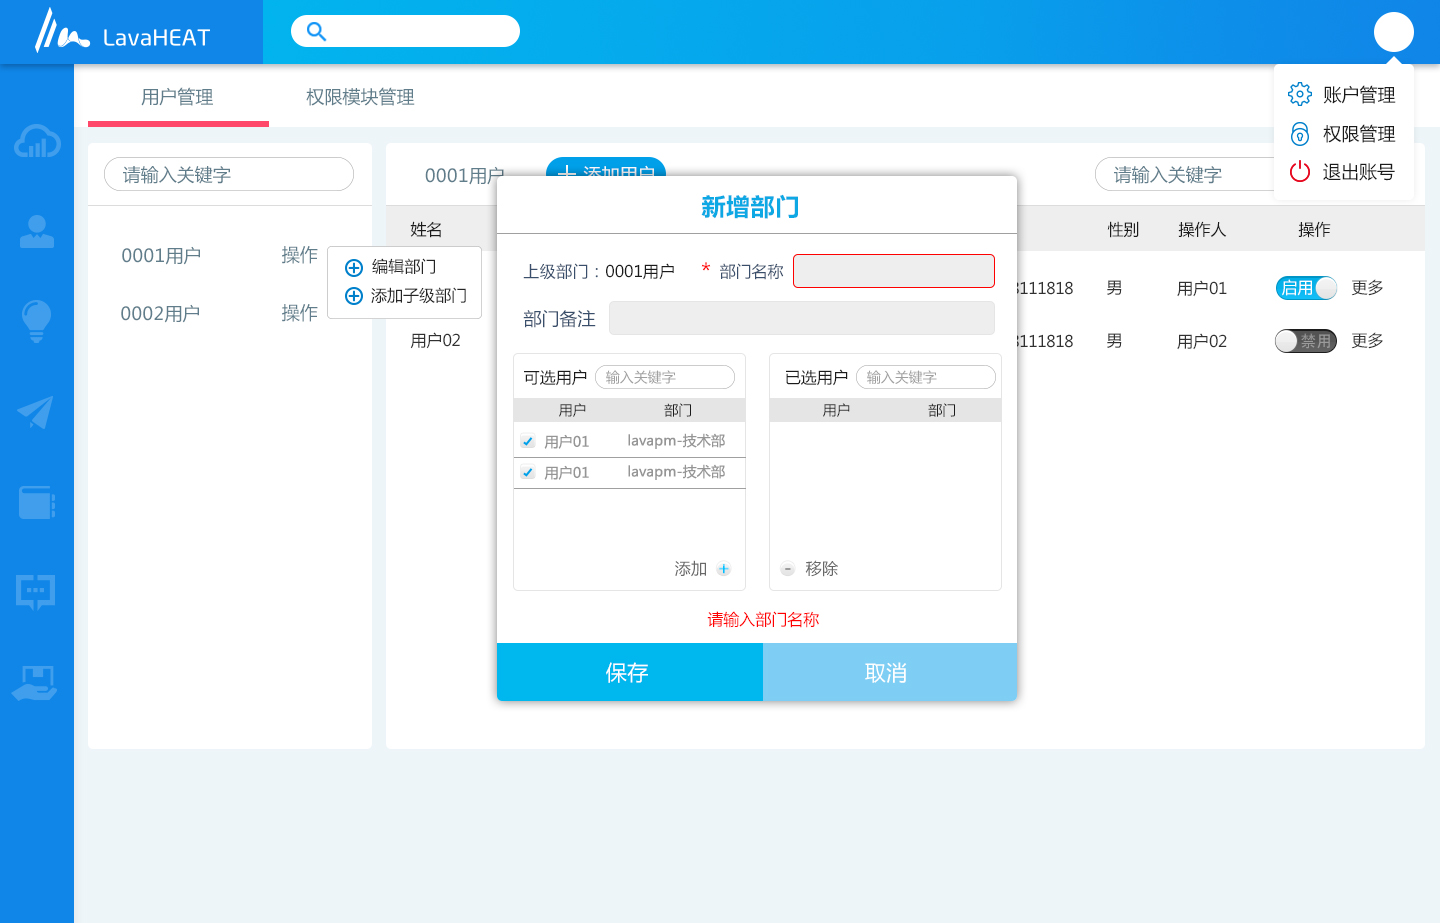 LavaHEAT
账户管理
权限管理
退出账号
用户管理
权限模块管理
请输入关键字
0001用户
添加用户
请输入关键字
姓名
性别
操作人
操作
0001用户
操作
编辑部门
添加子级部门
0002用户
操作
8111818
男
用户01
启用
更多
用户02
8111818
男
用户02
禁用
更多
新增部门
上级部门：0001用户
* 部门名称
部门备注
可选用户
输入关键字
用户
部门
用户01
lavapm-技术部
用户01
lavapm-技术部
添加
已选用户
输入关键字
用户
部门
移除
请输入部门名称
保存
取消